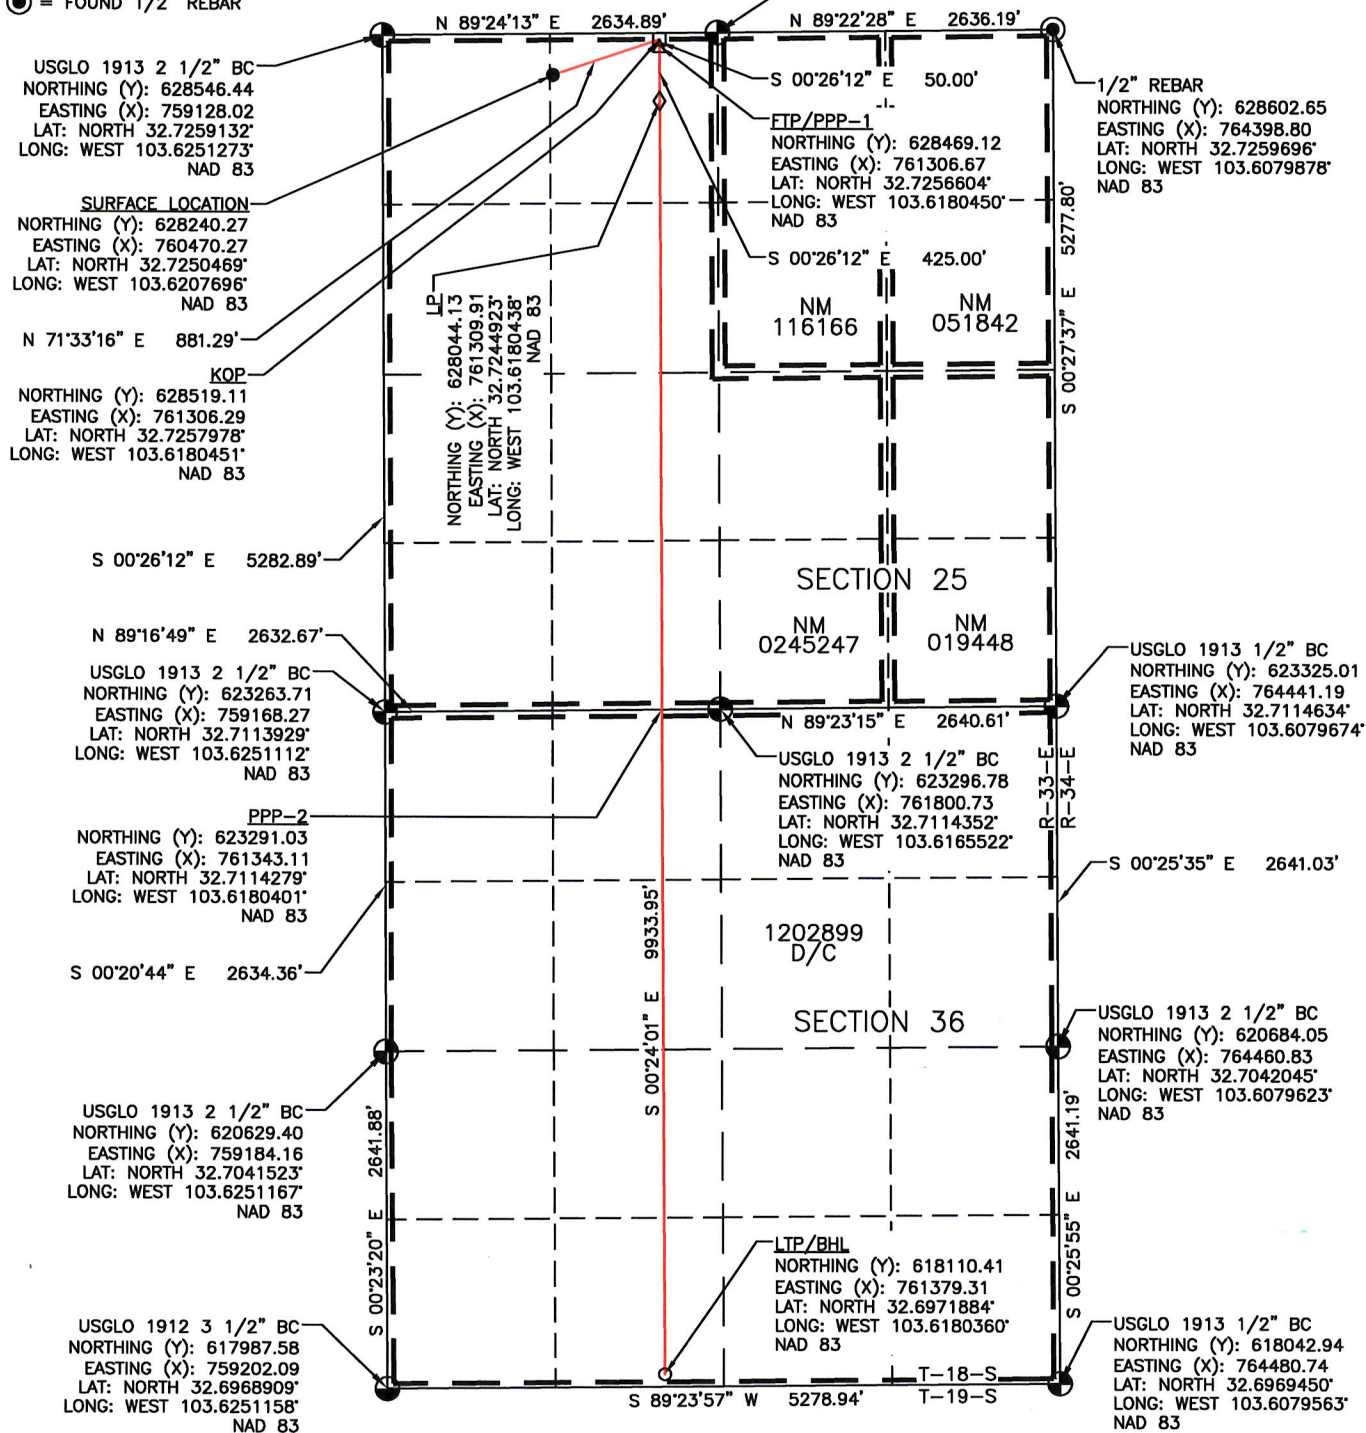 = FOUND 1/2" REBAR
N 89°24'13" E 2634.89'
N 89°22'28" E 2636.19'
USGLO 1913 2 1/2" BC
NORTHING (Y): 628546.44
EASTING (X): 759128.02
LAT: NORTH 32.7259132°
LONG: WEST 103.6251273°
NAD 83
S 00°26'12" E 50.00'
FTP/PPP-1
NORTHING (Y): 628469.12
EASTING (X): 761306.67
LAT: NORTH 32.7256604°
LONG: WEST 103.6180450°
NAD 83
1/2" REBAR
NORTHING (Y): 628602.65
EASTING (X): 764398.80
LAT: NORTH 32.7259696°
LONG: WEST 103.6079878°
NAD 83
SURFACE LOCATION
NORTHING (Y): 628240.27
EASTING (X): 760470.27
LAT: NORTH 32.7250469°
LONG: WEST 103.6207696°
NAD 83
S 00°26'12" E 425.00'
N 71°33'16" E 881.29'
KOP
NORTHING (Y): 628519.11
EASTING (X): 761306.29
LAT: NORTH 32.7257978°
LONG: WEST 103.6180451°
NAD 83
LP
NORTHING (Y): 628044.13
EASTING (X): 761309.91
LAT: NORTH 32.7244923°
LONG: WEST 103.6180438°
NAD 83
NM
116166
NM
051842
S 00°27'37" E 5277.80'
S 00°26'12" E 5282.89'
SECTION 25
N 89°16'49" E 2632.67'
NM
0245247
NM
019448
USGLO 1913 2 1/2" BC
NORTHING (Y): 623263.71
EASTING (X): 759168.27
LAT: NORTH 32.7113929°
LONG: WEST 103.6251112°
NAD 83
N 89°23'15" E 2640.61'
USGLO 1913 1/2" BC
NORTHING (Y): 623325.01
EASTING (X): 764441.19
LAT: NORTH 32.7114634°
LONG: WEST 103.6079674°
NAD 83
USGLO 1913 2 1/2" BC
NORTHING (Y): 623296.78
EASTING (X): 761800.73
LAT: NORTH 32.7114352°
LONG: WEST 103.6165522°
NAD 83
R-33-E
R-34-E
PPP-2
NORTHING (Y): 623291.03
EASTING (X): 761343.11
LAT: NORTH 32.7114279°
LONG: WEST 103.6180401°
NAD 83
S 00°25'35" E 2641.03'
S 00°20'44" E 2634.36'
S 00°24'01" E 9933.95'
1202899
D/C
SECTION 36
USGLO 1913 2 1/2" BC
NORTHING (Y): 620684.05
EASTING (X): 764460.83
LAT: NORTH 32.7042045°
LONG: WEST 103.6079623°
NAD 83
USGLO 1913 2 1/2" BC
NORTHING (Y): 620629.40
EASTING (X): 759184.16
LAT: NORTH 32.7041523°
LONG: WEST 103.6251167°
NAD 83
S 00°23'20" E 2641.88'
S 00°25'55" E 2641.19'
LTP/BHL
NORTHING (Y): 618110.41
EASTING (X): 761379.31
LAT: NORTH 32.6971884°
LONG: WEST 103.6180360°
NAD 83
USGLO 1912 3 1/2" BC
NORTHING (Y): 617987.58
EASTING (X): 759202.09
LAT: NORTH 32.6968909°
LONG: WEST 103.6251158°
NAD 83
S 89°23'57" W 5278.94'
T-18-S
T-19-S
USGLO 1913 1/2" BC
NORTHING (Y): 618042.94
EASTING (X): 764480.74
LAT: NORTH 32.6969450°
LONG: WEST 103.6079563°
NAD 83